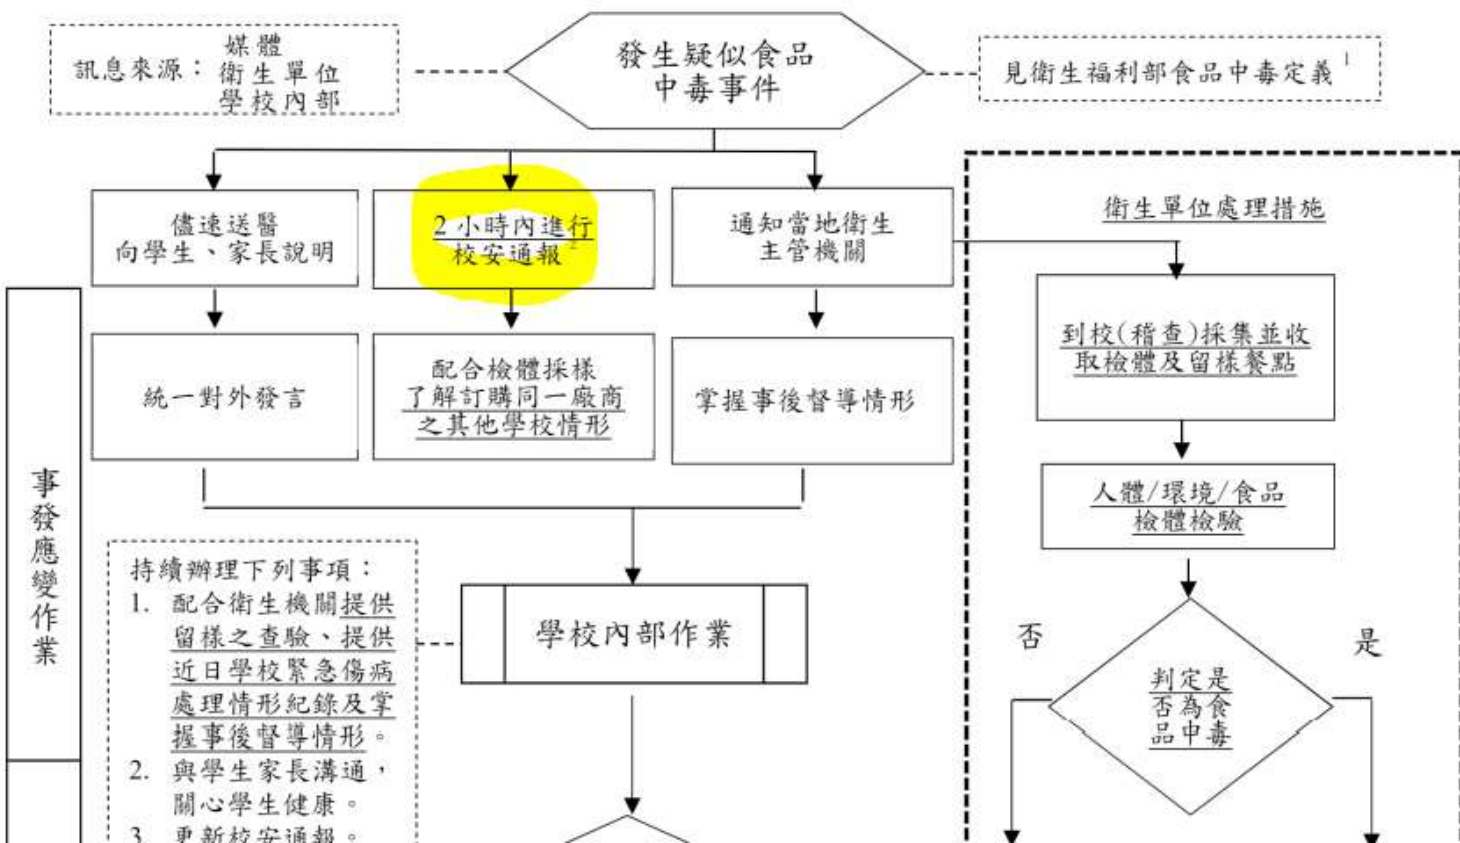 訊息來源：
媒體
衛生單位
學校內部
發生疑似食品
中毒事件
見衛生福利部食品中毒定義1
儘速送醫
向學生、家長說明
2 小時內進行
校安通報2
通知當地衛生
主管機關
統一對外發言
配合檢體採樣
了解訂購同一廠商
之其他學校情形
掌握事後督導情形
衛生單位處理措施
到校(稽查)採集並收
取檢體及留樣餐點
人體/環境/食品
檢體檢驗
否
是
判定是
否為食
品中毒
事發應變作業
學校內部作業
持續辦理下列事項：
1. 配合衛生機關提供
留樣之查驗、提供
近日學校緊急傷病
處理情形紀錄及掌
握事後督導情形。
2. 與學生家長溝通，
關心學生健康。
3. 更新校安通報。